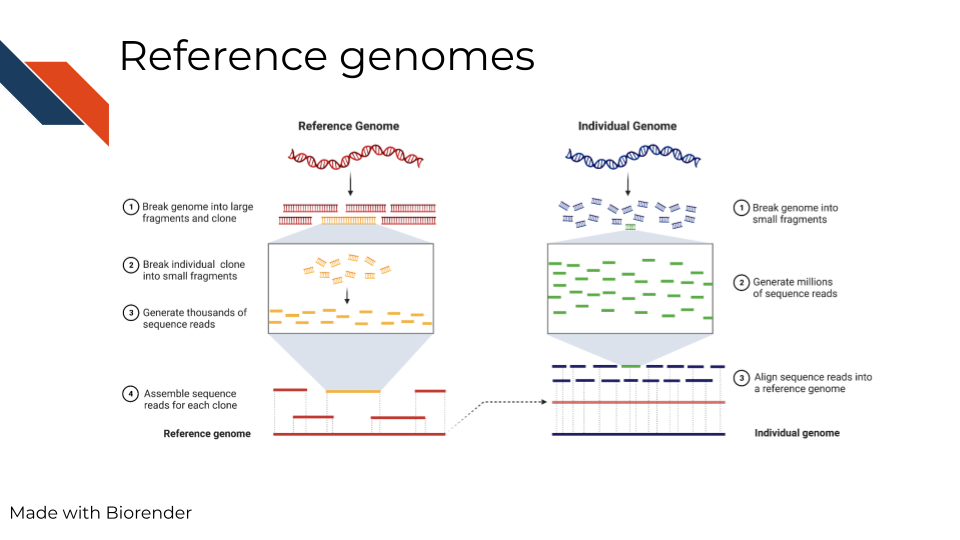 Reference genomes
Reference Genome
1 Break genome into large
fragments and clone
2 Break individual clone
into small fragments
3 Generate thousands of
sequence reads
4 Assemble sequence
reads for each clone
Reference genome
Individual Genome
1 Break genome into
small fragments
2 Generate millions
of sequence reads
3 Align sequence reads into
a reference genome
Individual genome
Made with Biorender